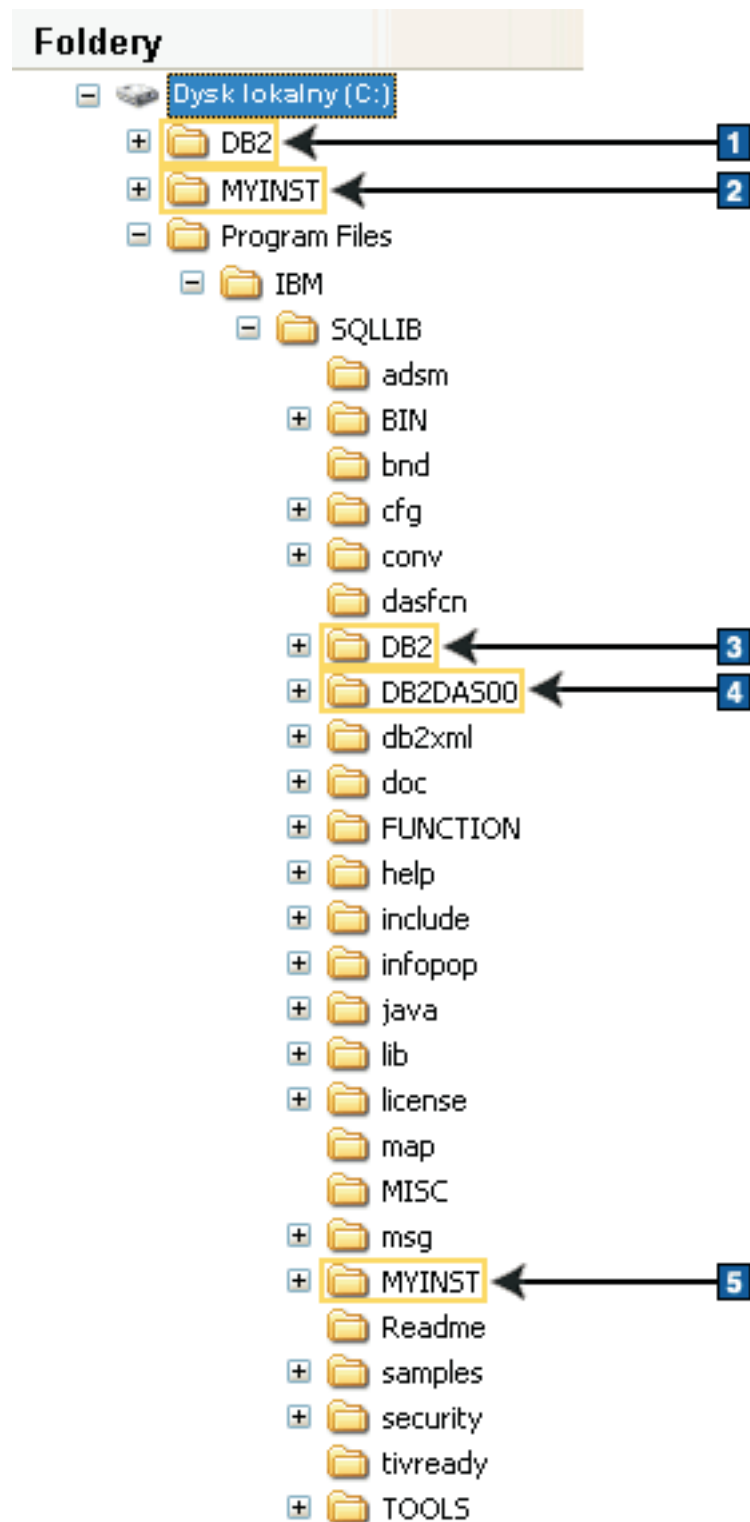 Foldery
Dysk lokalny (C:)
DB2
1
MYINST
2
Program Files
IBM
SQLLIB
adsm
BIN
bnd
cfg
conv
dasfcn
DB2
3
DB2DAS00
4
db2xml
doc
FUNCTION
help
include
infopop
java
lib
license
map
MISC
msg
MYINST
5
Readme
samples
security
tivready
TOOLS